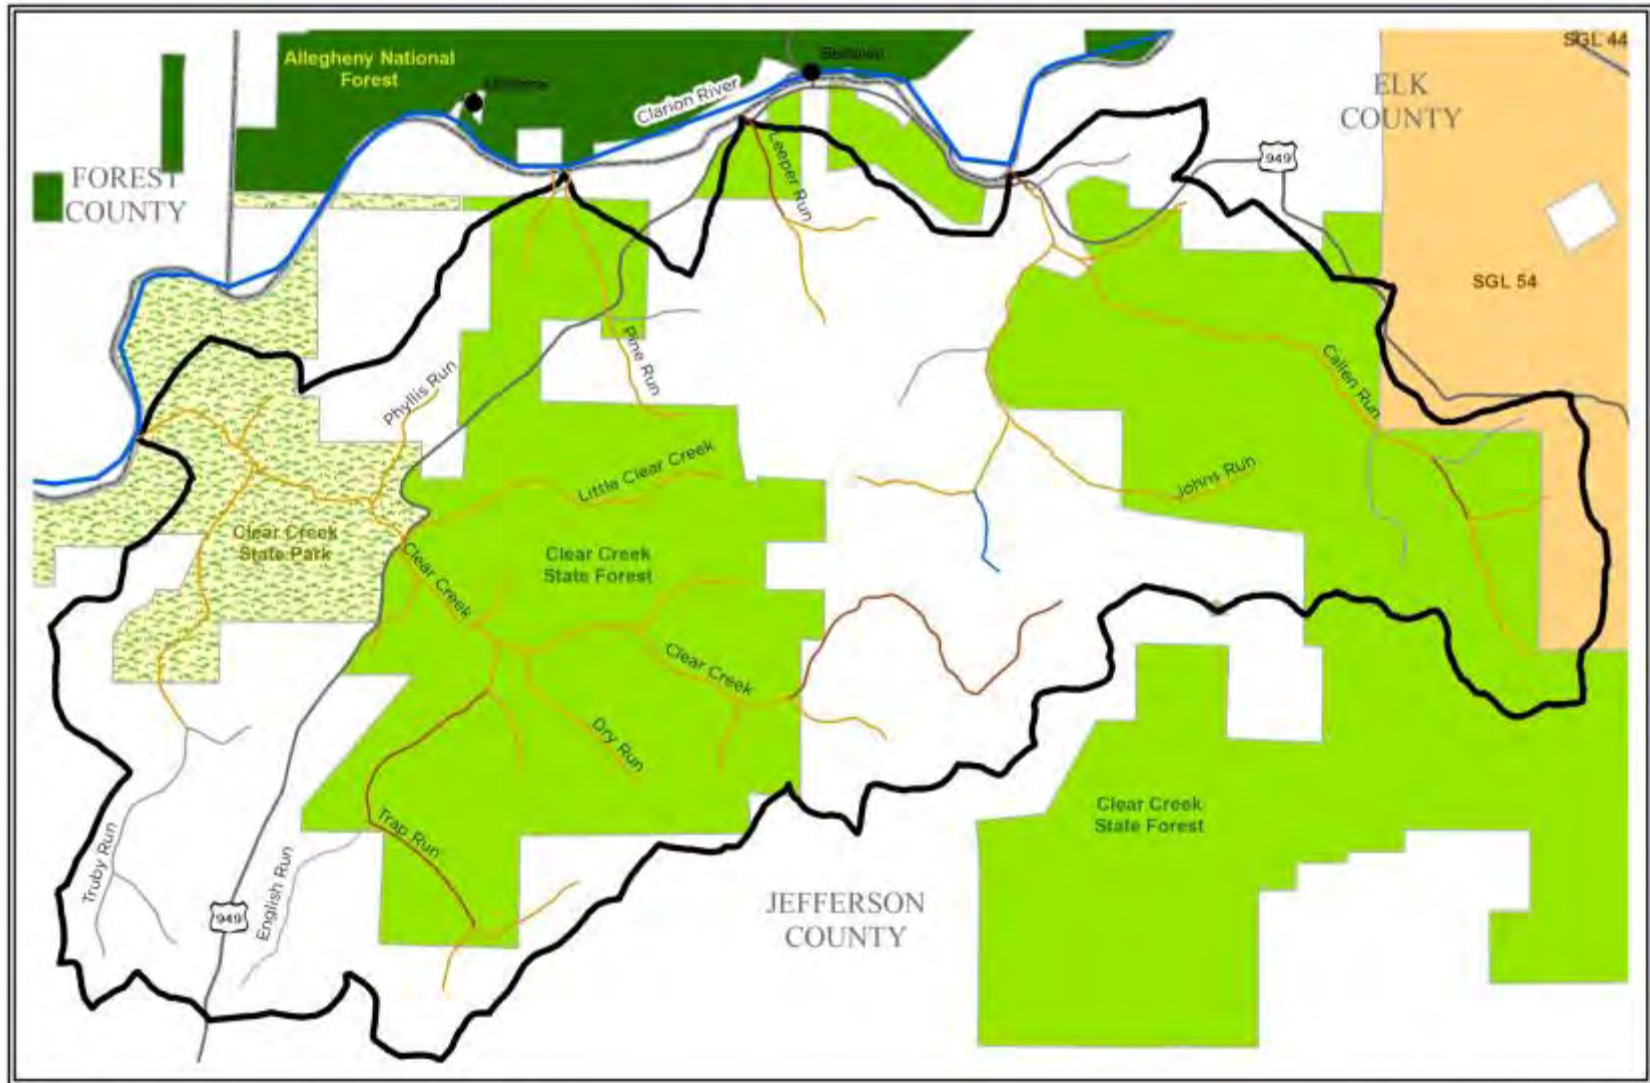 SGL 44
Allegheny National
Forest
ELK
COUNTY
Clarion River
949
FOREST
COUNTY
Leeper Run
SGL 54
Pine Run
Callen Run
Phyllis Run
Little Clear Creek
Johns Run
Clear Creek
State Park
Clear Creek
State Forest
Clear Creek
Clear Creek
Dry Run
Trap Run
Clear Creek
State Forest
Truby Run
English Run
949
JEFFERSON
COUNTY